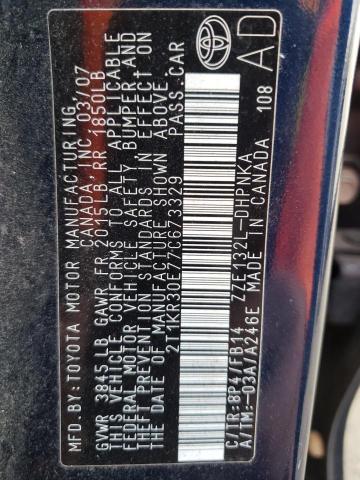 MFD.BY:TOYOTA MOTOR MANUFACTURING
CANADA, INC. 03/07
GVWR 3845LB GAWR FR 2015LB RR 1850LB
THIS VEHICLE CONFORMS TO ALL APPLICABLE
FEDERAL MOTOR VEHICLE SAFETY, BUMPER, AND
THEFT PREVENTION STANDARDS IN EFFECT ON
THE DATE OF MANUFACTURE SHOWN ABOVE.
2T1KR30E77C673329 PASS.CAR
C/TR:8P4/FB14 ZZE132L-DHPNKA
A/TM:-03A/A246E MADE IN CANADA
108
TOYOTA
AD